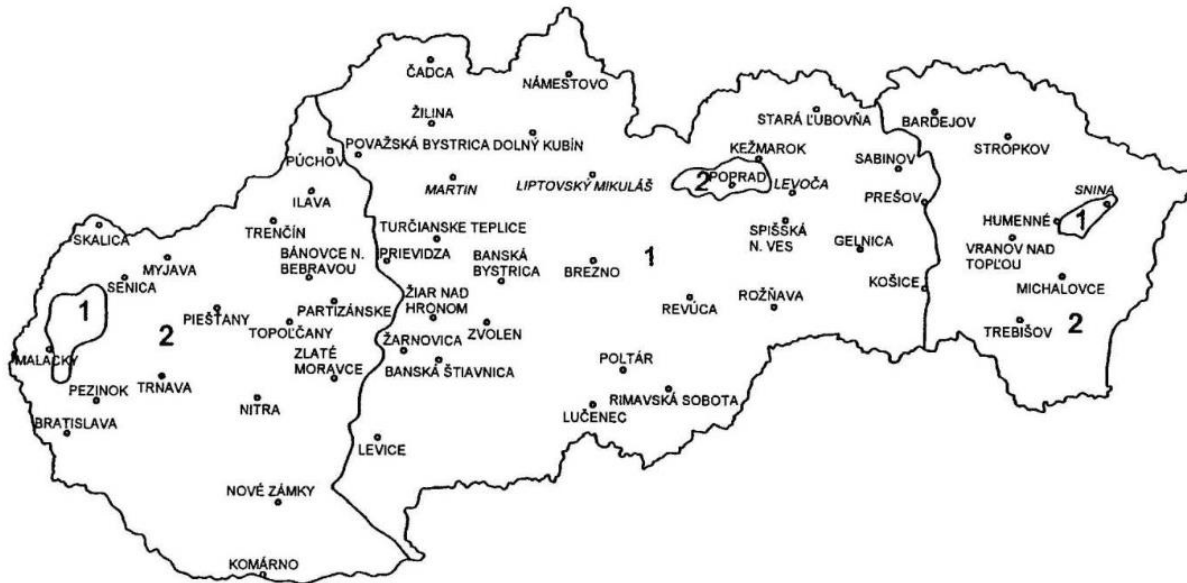 ČADCA
NÁMESTOVO
ŽILINA
STARÁ ĽUBOVŇA
BARDEJOV
PÚCHOV
POVAŽSKÁ BYSTRICA
DOLNÝ KUBÍN
KEŽMAROK
SABINOV
STROPKOV
MARTIN
LIPTOVSKÝ MIKULÁŠ
2
POPRAD
LEVOČA
PREŠOV
SNINA
ILAVA
TRENČÍN
SKALICA
TURČIANSKE TEPLICE
SPIŠSKÁ
N. VES
HUMENNÉ
1
MYJAVA
BÁNOVCE N.
BEBRAVOU
PRIEVIDZA
BANSKÁ
BYSTRICA
BREZNO
1
GELNICA
VRANOV NAD
TOPĽOU
SENICA
1
PIEŠŤANY
2
PARTIZÁNSKE
TOPOĽČANY
ŽIAR NAD
HRONOM
ZVOLEN
REVÚCA
ROŽŇAVA
KOŠICE
MICHALOVCE
TREBIŠOV
2
MALACKY
ZLATÉ
MORAVCE
ŽARNOVICA
BANSKÁ ŠTIAVNICA
POLTÁR
PEZINOK
TRNAVA
NITRA
RIMAVSKÁ SOBOTA
LUČENEC
BRATISLAVA
LEVICE
NOVÉ ZÁMKY
KOMÁRNO